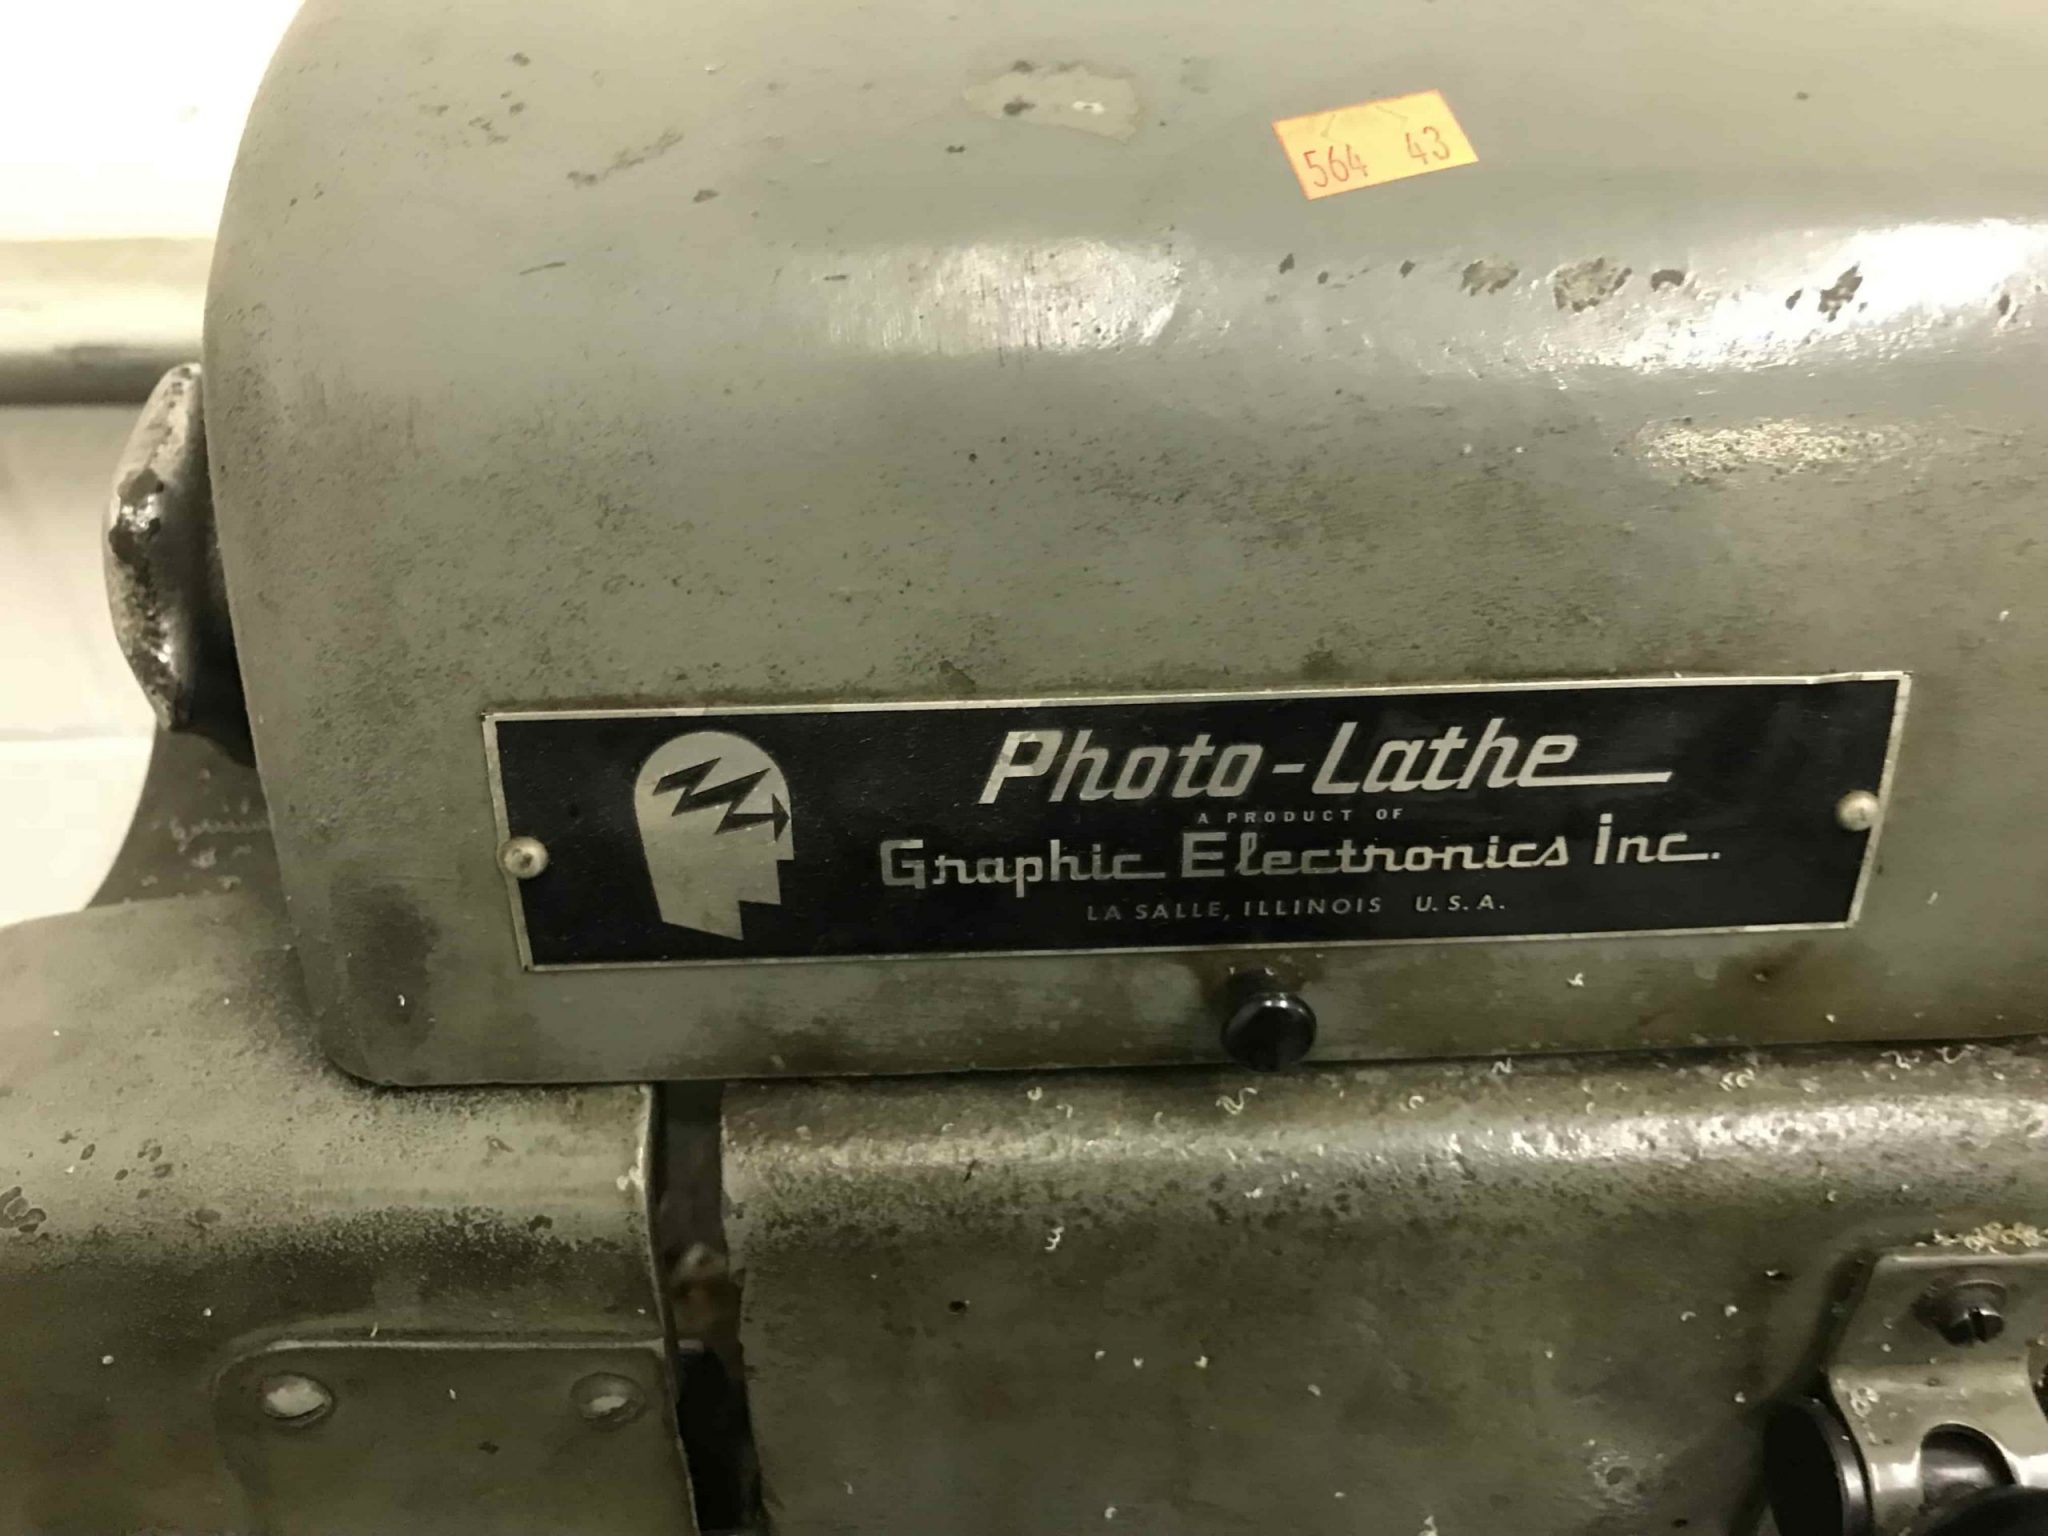 564 43
Photo-Lathe
A PRODUCT OF
Graphic Electronics Inc.
LA SALLE, ILLINOIS U.S.A.